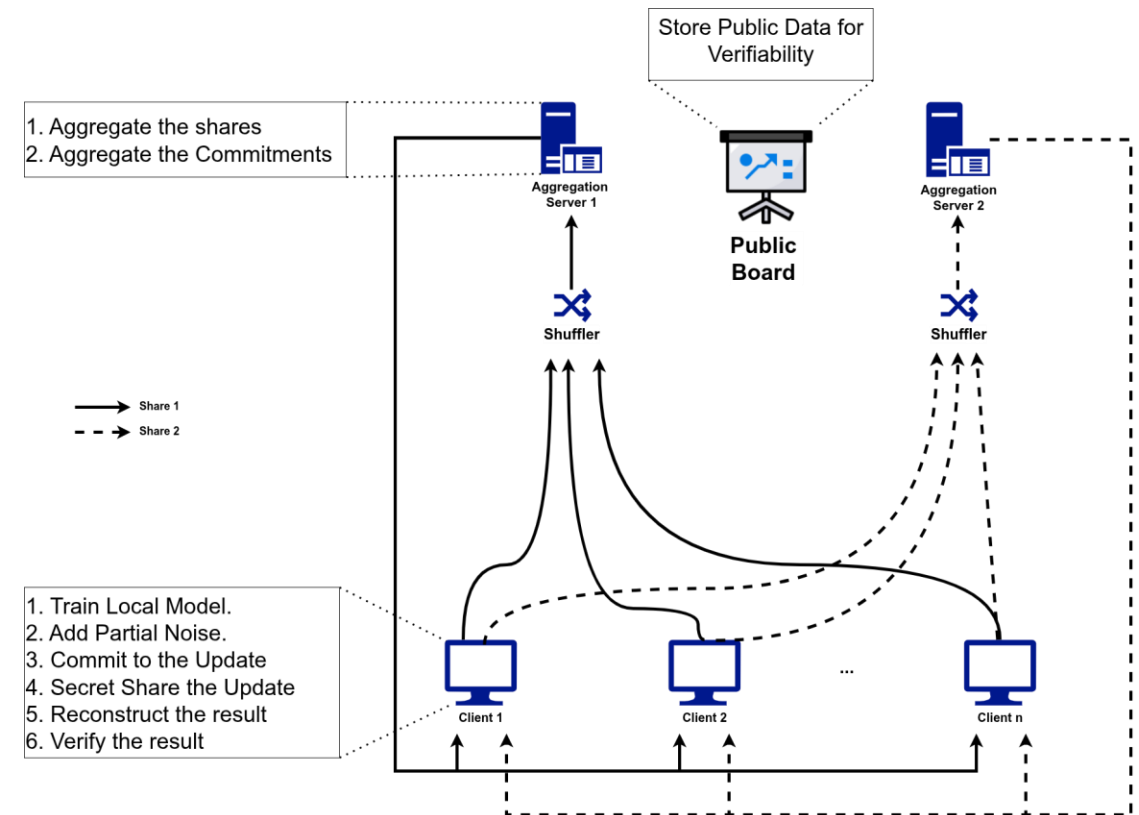 Store Public Data for
Verifiability
1. Aggregate the shares
2. Aggregate the Commitments
Aggregation
Server 1
Public
Board
Aggregation
Server 2
Shuffler
Shuffler
Share 1
Share 2
1. Train Local Model.
2. Add Partial Noise.
3. Commit to the Update
4. Secret Share the Update
5. Reconstruct the result
6. Verify the result
Client 1
Client 2
...
Client n